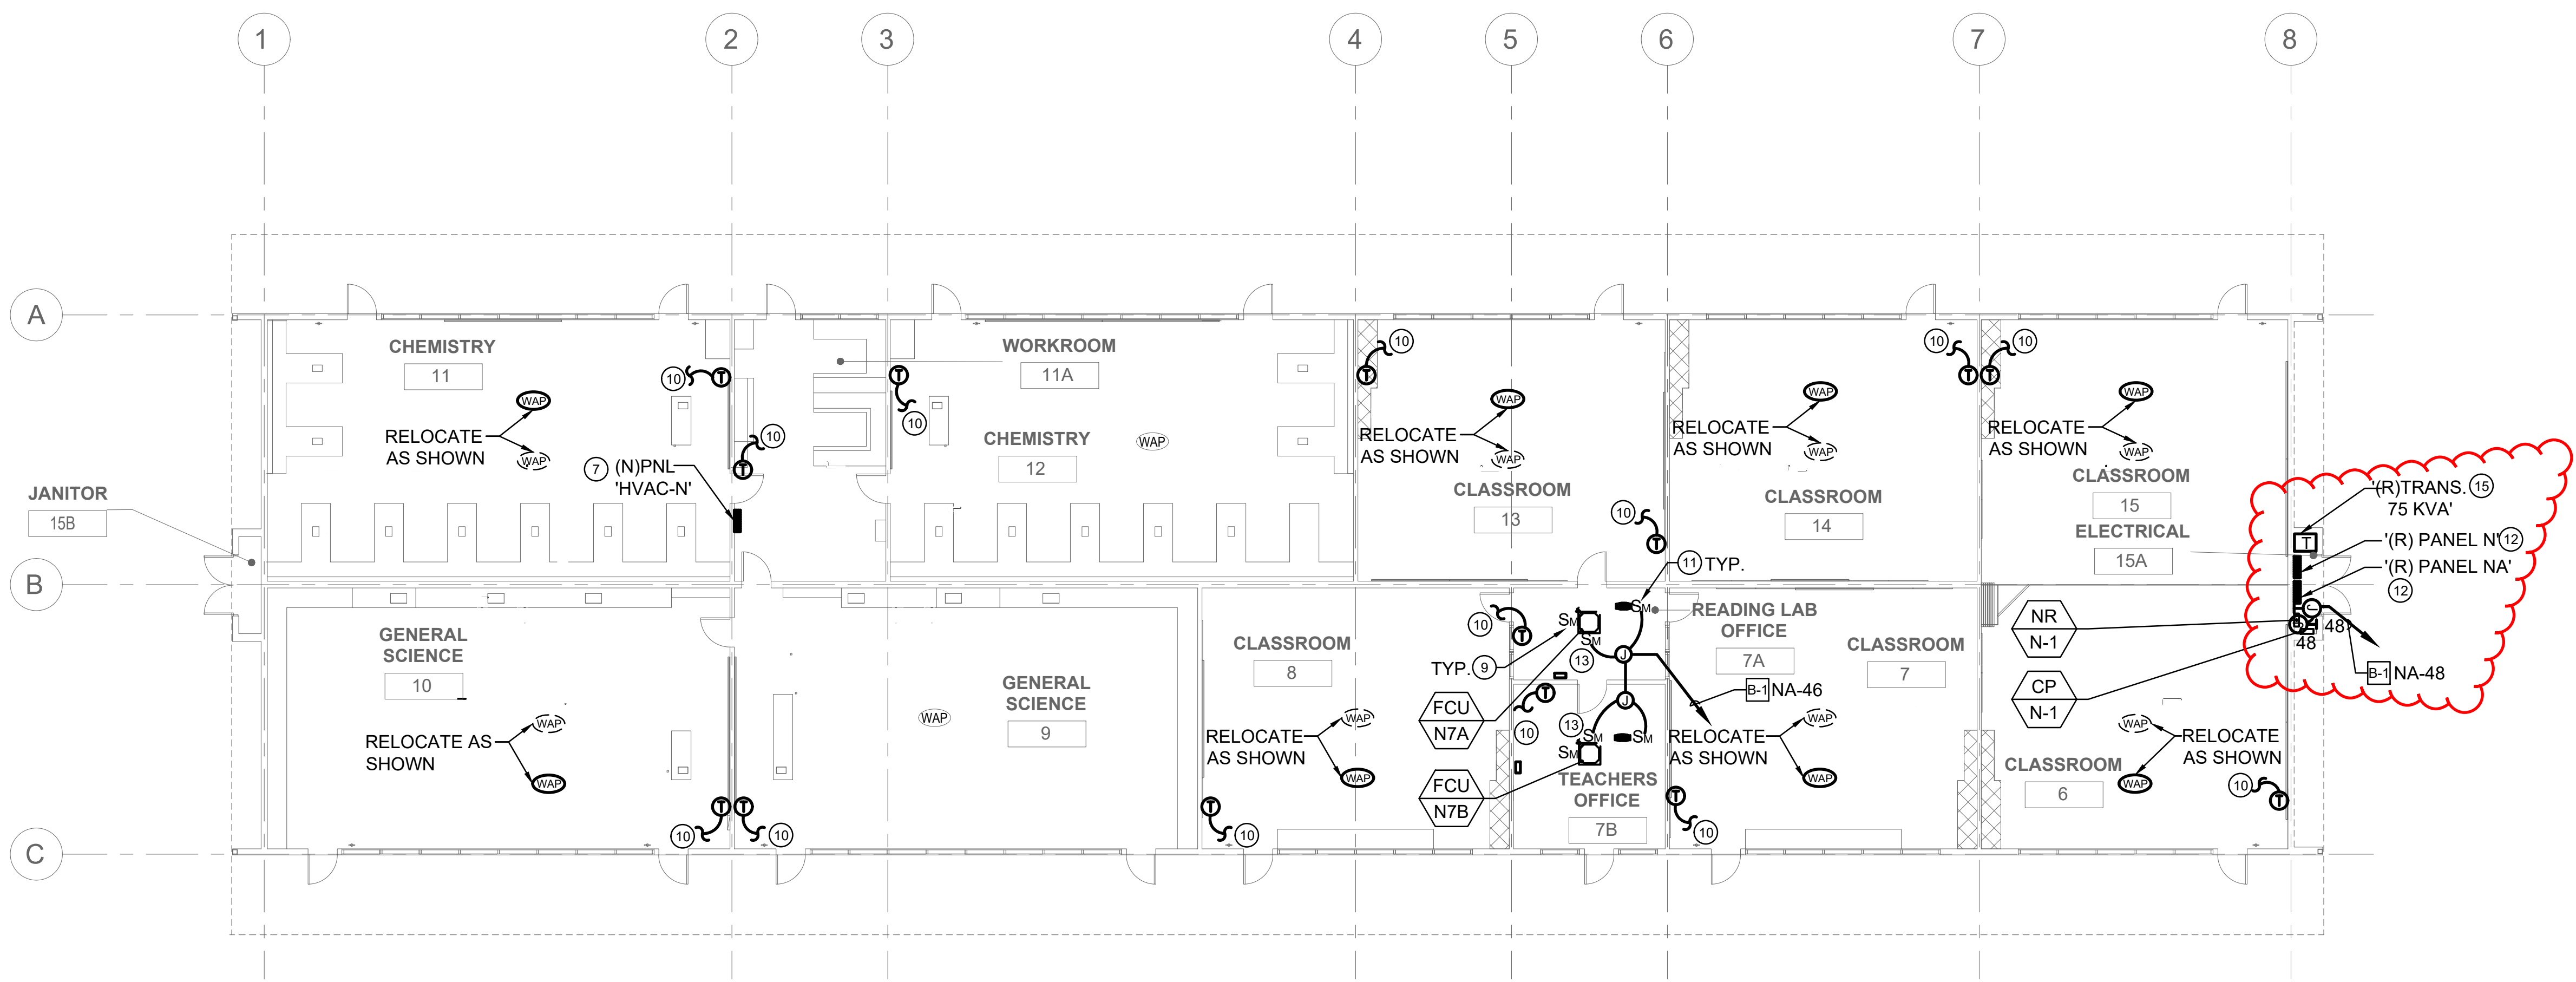 1
2
3
4
5
6
7
8
A
B
C
CHEMISTRY
11
WAP
RELOCATE
AS SHOWN
WAP
10
T
7
(N)PNL
'HVAC-N'
10
T
JANITOR
15B
WORKROOM
11A
T
10
CHEMISTRY
12
WAP
10
T
WAP
RELOCATE
AS SHOWN
WAP
CLASSROOM
13
10
T
10
T
WAP
RELOCATE
AS SHOWN
WAP
CLASSROOM
14
10
T
WAP
RELOCATE
AS SHOWN
WAP
CLASSROOM
15
ELECTRICAL
15A
'(R)TRANS. 15
75 KVA'
T
'(R) PANEL N' 12
'(R) PANEL NA'
12
J
48
48
B-1 NA-48
NR
N-1
CP
N-1
GENERAL
SCIENCE
10
WAP
RELOCATE AS
SHOWN
WAP
T
10
T
10
GENERAL
SCIENCE
9
WAP
CLASSROOM
8
WAP
RELOCATE
AS SHOWN
WAP
T
10
10
T
11 TYP.
SM
SM
SM
TYP. 9
13
J
FCU
N7A
T
10
13
J
SM
SM
SM
FCU
N7B
TEACHERS
OFFICE
7B
READING LAB
OFFICE
7A
B-1 NA-46
CLASSROOM
7
WAP
RELOCATE
AS SHOWN
WAP
T
10
WAP
RELOCATE
AS SHOWN
WAP
CLASSROOM
6
10
T